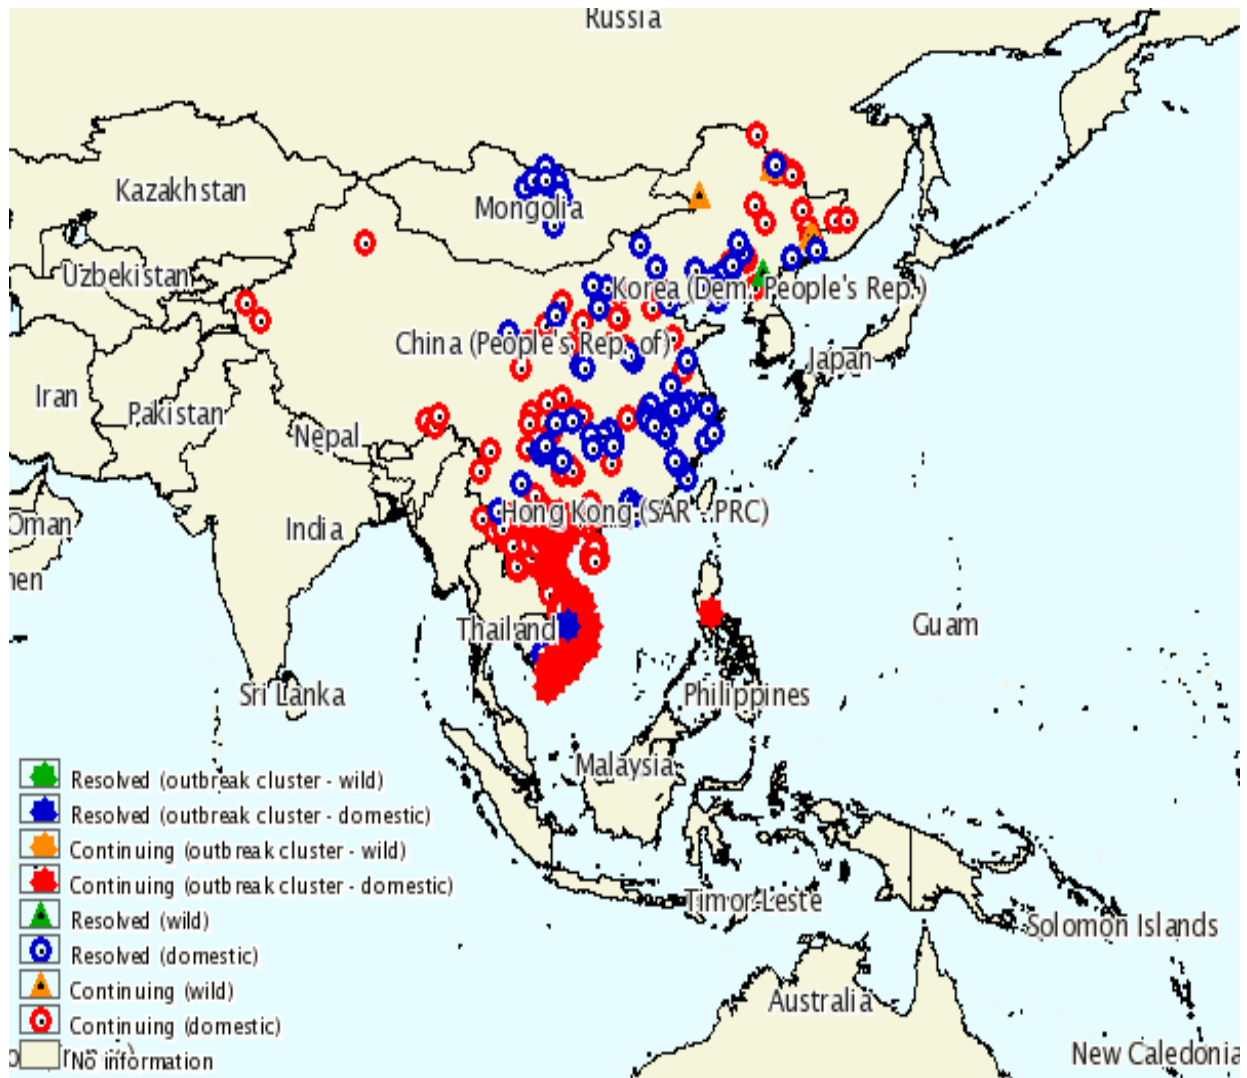 Russia
Kazakhstan
Mongolia
Uzbekistan
Korea (Dem. People's Rep.)
China (People's Rep. of)
Japan
Iran
Pakistan
Nepal
Oman
India
Hong Kong (SAR - PRC)
men
Thailand
Guam
Sri Lanka
Philippines
Malaysia
Resolved (outbreak cluster - wild)
Resolved (outbreak cluster - domestic)
Continuing (outbreak cluster - wild)
Continuing (outbreak cluster - domestic)
Timor-Leste
Resolved (wild)
Solomon Islands
Resolved (domestic)
Continuing (wild)
Australia
Continuing (domestic)
New Caledonia
No information